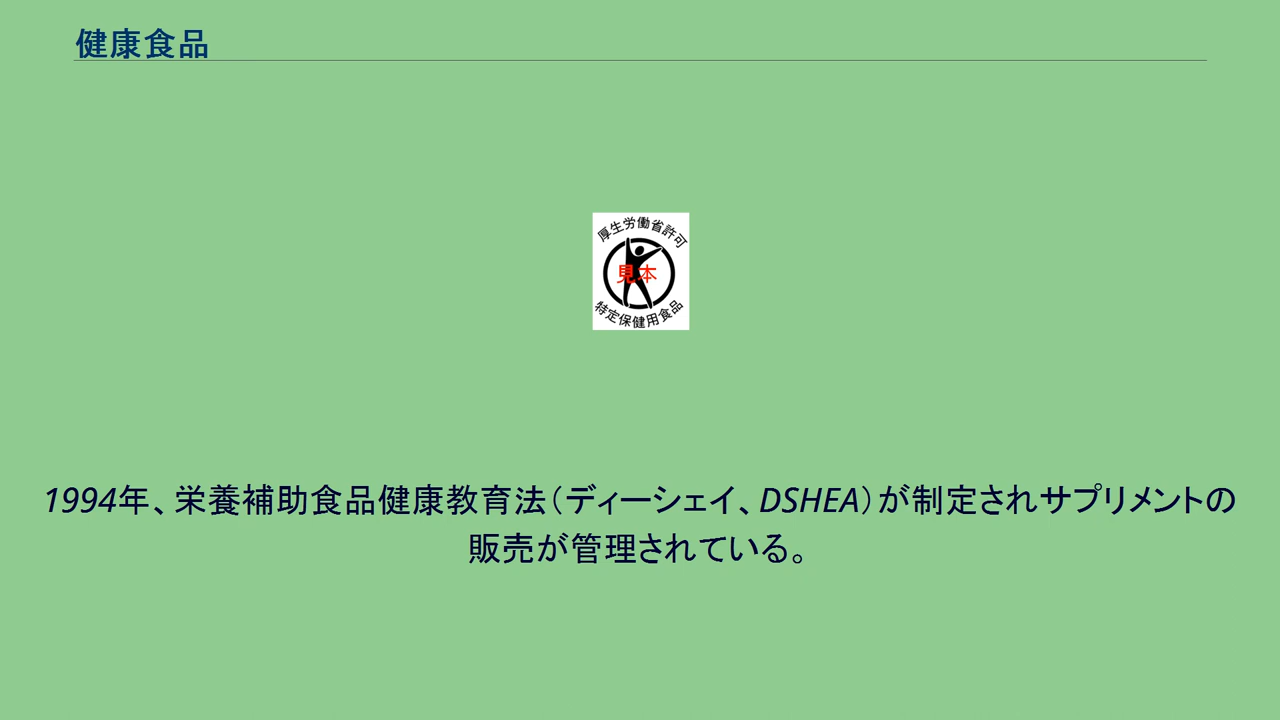 健康食品
厚生労働省許可
見本
特定保健用食品
1994年、栄養補助食品健康教育法（ディーシェイ、DSHEA）が制定されサプリメントの
販売が管理されている。